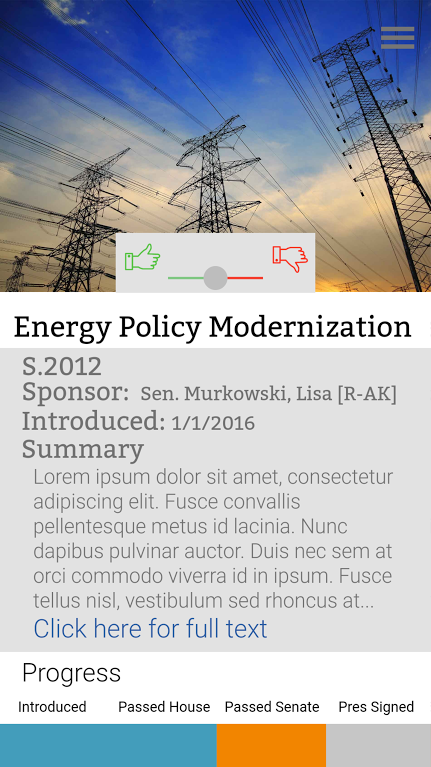 Energy Policy Modernization
S.2012
Sponsor: Sen. Murkowski, Lisa [R-AK]
Introduced: 1/1/2016
Summary
Lorem ipsum dolor sit amet, consectetur
adipiscing elit. Fusce convallis
pellentesque metus id lacinia. Nunc
dapibus pulvinar auctor. Duis nec sem at
orci commodo viverra id in ipsum. Fusce
tellus nisl, vestibulum sed rhoncus at...
Click here for full text
Progress
Introduced Passed House Passed Senate Pres Signed